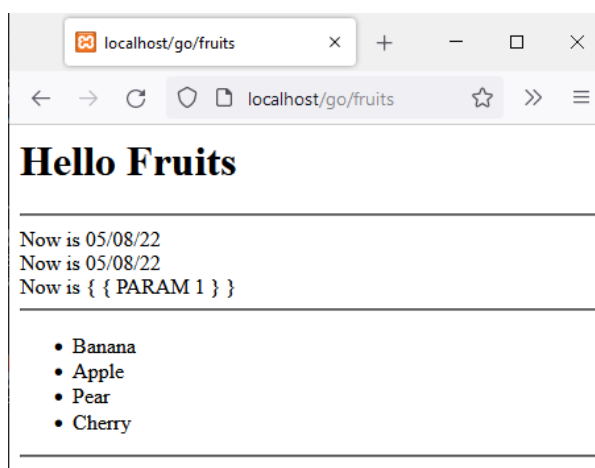 localhost/go/fruits
localhost/go/fruits
Hello Fruits
Now is 05/08/22
Now is 05/08/22
Now is { { PARAM 1 } }
Banana
Apple
Pear
Cherry